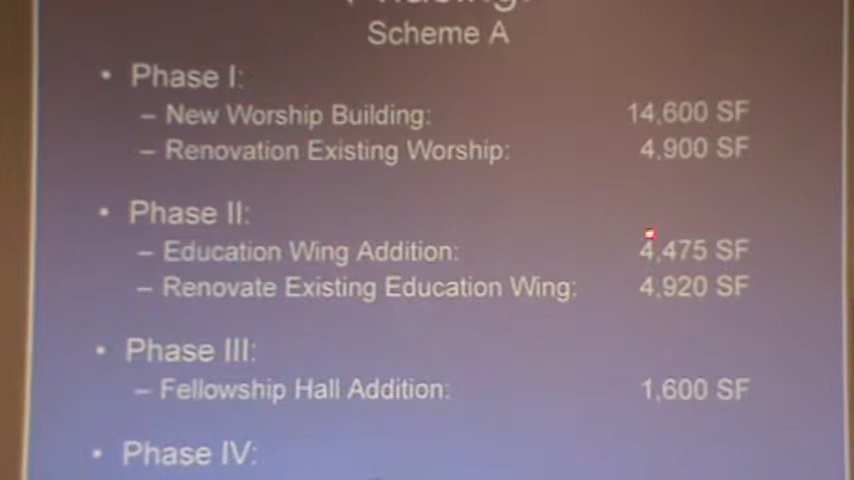 Phasing:
Scheme A
• Phase I:
– New Worship Building: 14,600 SF
– Renovation Existing Worship: 4,900 SF
• Phase II:
– Education Wing Addition: 4,475 SF
– Renovate Existing Education Wing: 4,920 SF
• Phase III:
– Fellowship Hall Addition: 1,600 SF
• Phase IV: